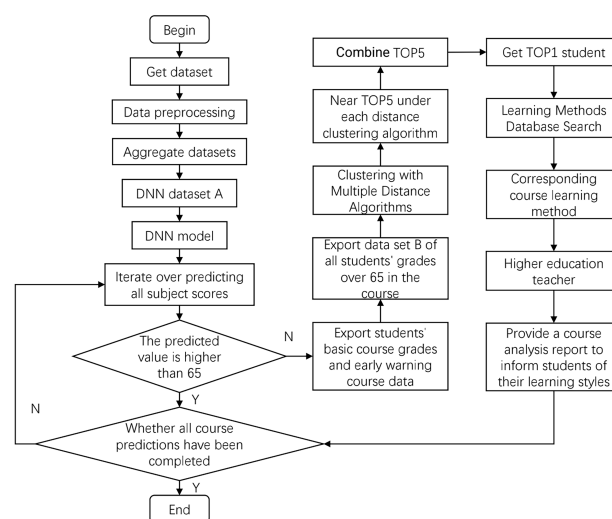 Begin
Get dataset
Data preprocessing
Aggregate datasets
DNN dataset A
DNN model
Iterate over predicting
all subject scores
The predicted
value is higher
than 65
N
Y
N
Whether all course
predictions have been
completed
Y
End
Export students'
basic course grades
and early warning
course data
Export data set B of
all students' grades
over 65 in the
course
Clustering with
Multiple Distance
Algorithms
Near TOP5 under
each distance
clustering algorithm
Combine TOP5
Get TOP1 student
Learning Methods
Database Search
Corresponding
course learning
method
Higher education
teacher
Provide a course
analysis report to
inform students of
their learning styles